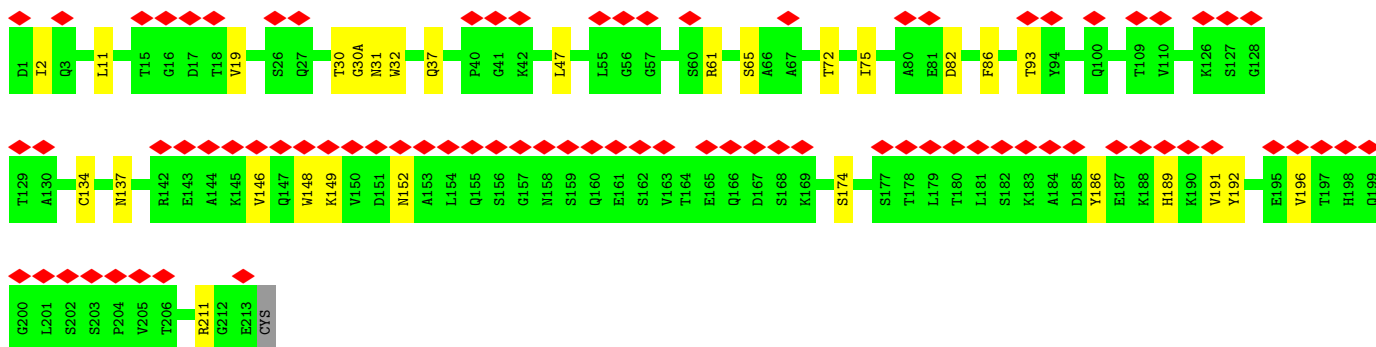 D1 I2 Q3 L11 T15 G16 D17 T18 V19 S26 Q27 T30 G30A N31 W32 Q37 P40 G41 K42 L47 L55 G56 G57 S60 R61 S65 A66 A67 T72 I75 A80 E81 D82 F86 T93 Y94 Q100 T109 V110 K126 S127 G128
T129 A130 C134 N137 R142 E143 A144 K145 V146 Q147 W148 K149 V150 D151 N152 A153 L154 Q155 S156 G157 N158 S159 Q160 E161 S162 V163 T164 E165 Q166 D167 S168 K169 S174 S177 T178 L179 T180 L181 S182 K183 A184 D185 Y186 E187 K188 H189 K190 V191 Y192 E195 V196 T197 H198 Q199
G200 L201 S202 S203 P204 V205 T206 R211 G212 E213 CYS